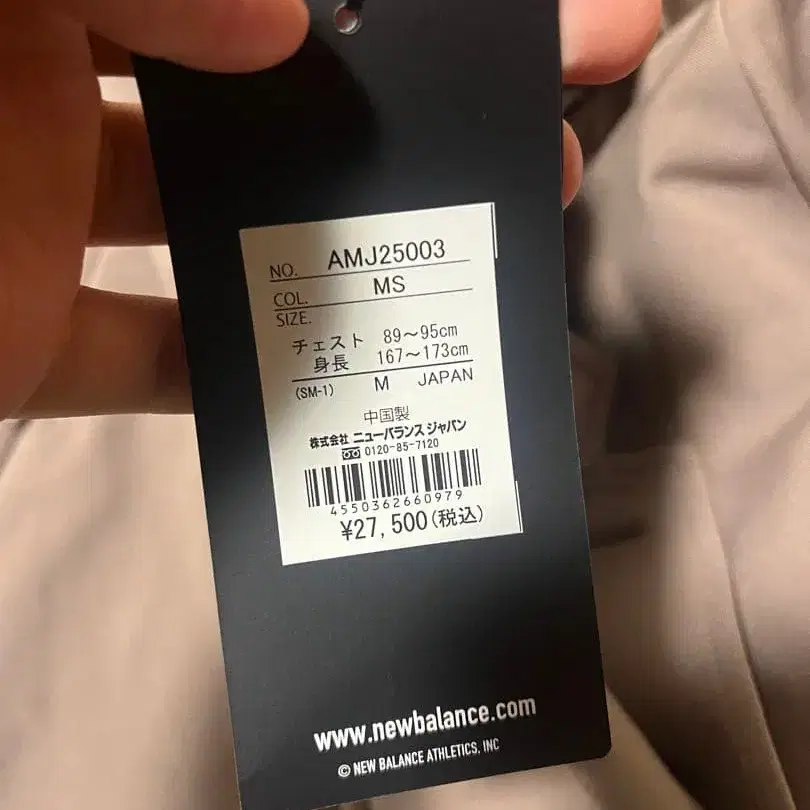 NO. AMJ25003
COL. MS
SIZE.
チェスト 89～95cm
身長 167～173cm
(SM-1) M JAPAN
中国製
株式会社 ニューバランス ジャパン
0120-85-7120
4550362660979
¥27,500(税込)
www.newbalance.com
© NEW BALANCE ATHLETICS, INC